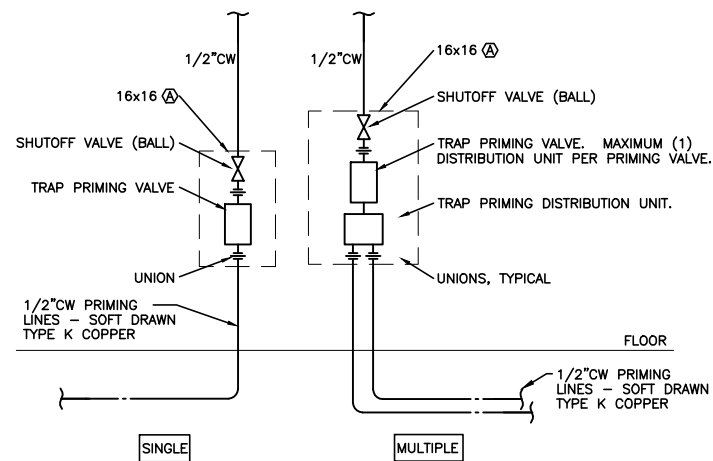 1/2"CW
16x16 A
SHUTOFF VALVE (BALL)
TRAP PRIMING VALVE
UNION
1/2"CW PRIMING
LINES – SOFT DRAWN
TYPE K COPPER
SINGLE
1/2"CW
16x16 A
SHUTOFF VALVE (BALL)
TRAP PRIMING VALVE. MAXIMUM (1)
DISTRIBUTION UNIT PER PRIMING VALVE.
TRAP PRIMING DISTRIBUTION UNIT.
UNIONS, TYPICAL
FLOOR
1/2"CW PRIMING
LINES – SOFT DRAWN
TYPE K COPPER
MULTIPLE